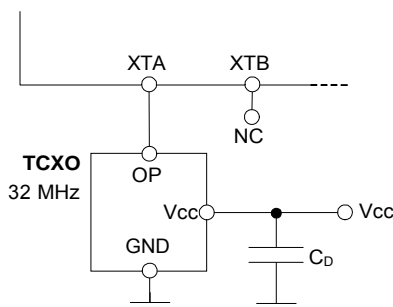 XTA XTB
NC
TCXO
32 MHz
OP
Vcc Vcc
GND
CD